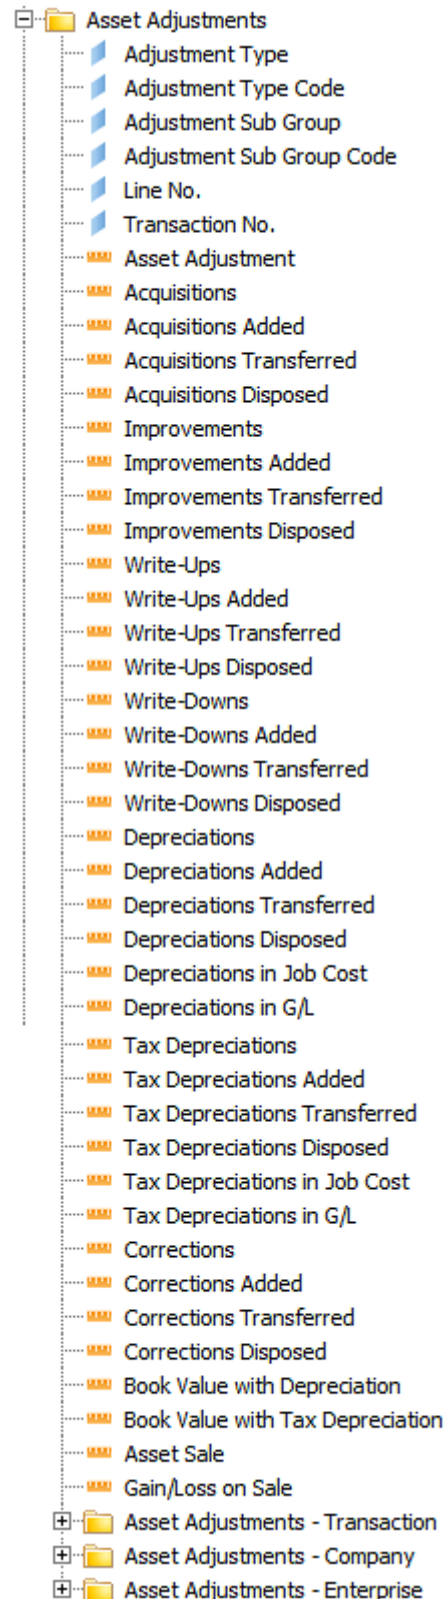 Asset Adjustments
Adjustment Type
Adjustment Type Code
Adjustment Sub Group
Adjustment Sub Group Code
Line No.
Transaction No.
Asset Adjustment
Acquisitions
Acquisitions Added
Acquisitions Transferred
Acquisitions Disposed
Improvements
Improvements Added
Improvements Transferred
Improvements Disposed
Write-Ups
Write-Ups Added
Write-Ups Transferred
Write-Ups Disposed
Write-Downs
Write-Downs Added
Write-Downs Transferred
Write-Downs Disposed
Depreciations
Depreciations Added
Depreciations Transferred
Depreciations Disposed
Depreciations in Job Cost
Depreciations in G/L
Tax Depreciations
Tax Depreciations Added
Tax Depreciations Transferred
Tax Depreciations Disposed
Tax Depreciations in Job Cost
Tax Depreciations in G/L
Corrections
Corrections Added
Corrections Transferred
Corrections Disposed
Book Value with Depreciation
Book Value with Tax Depreciation
Asset Sale
Gain/Loss on Sale
Asset Adjustments - Transaction
Asset Adjustments - Company
Asset Adjustments - Enterprise